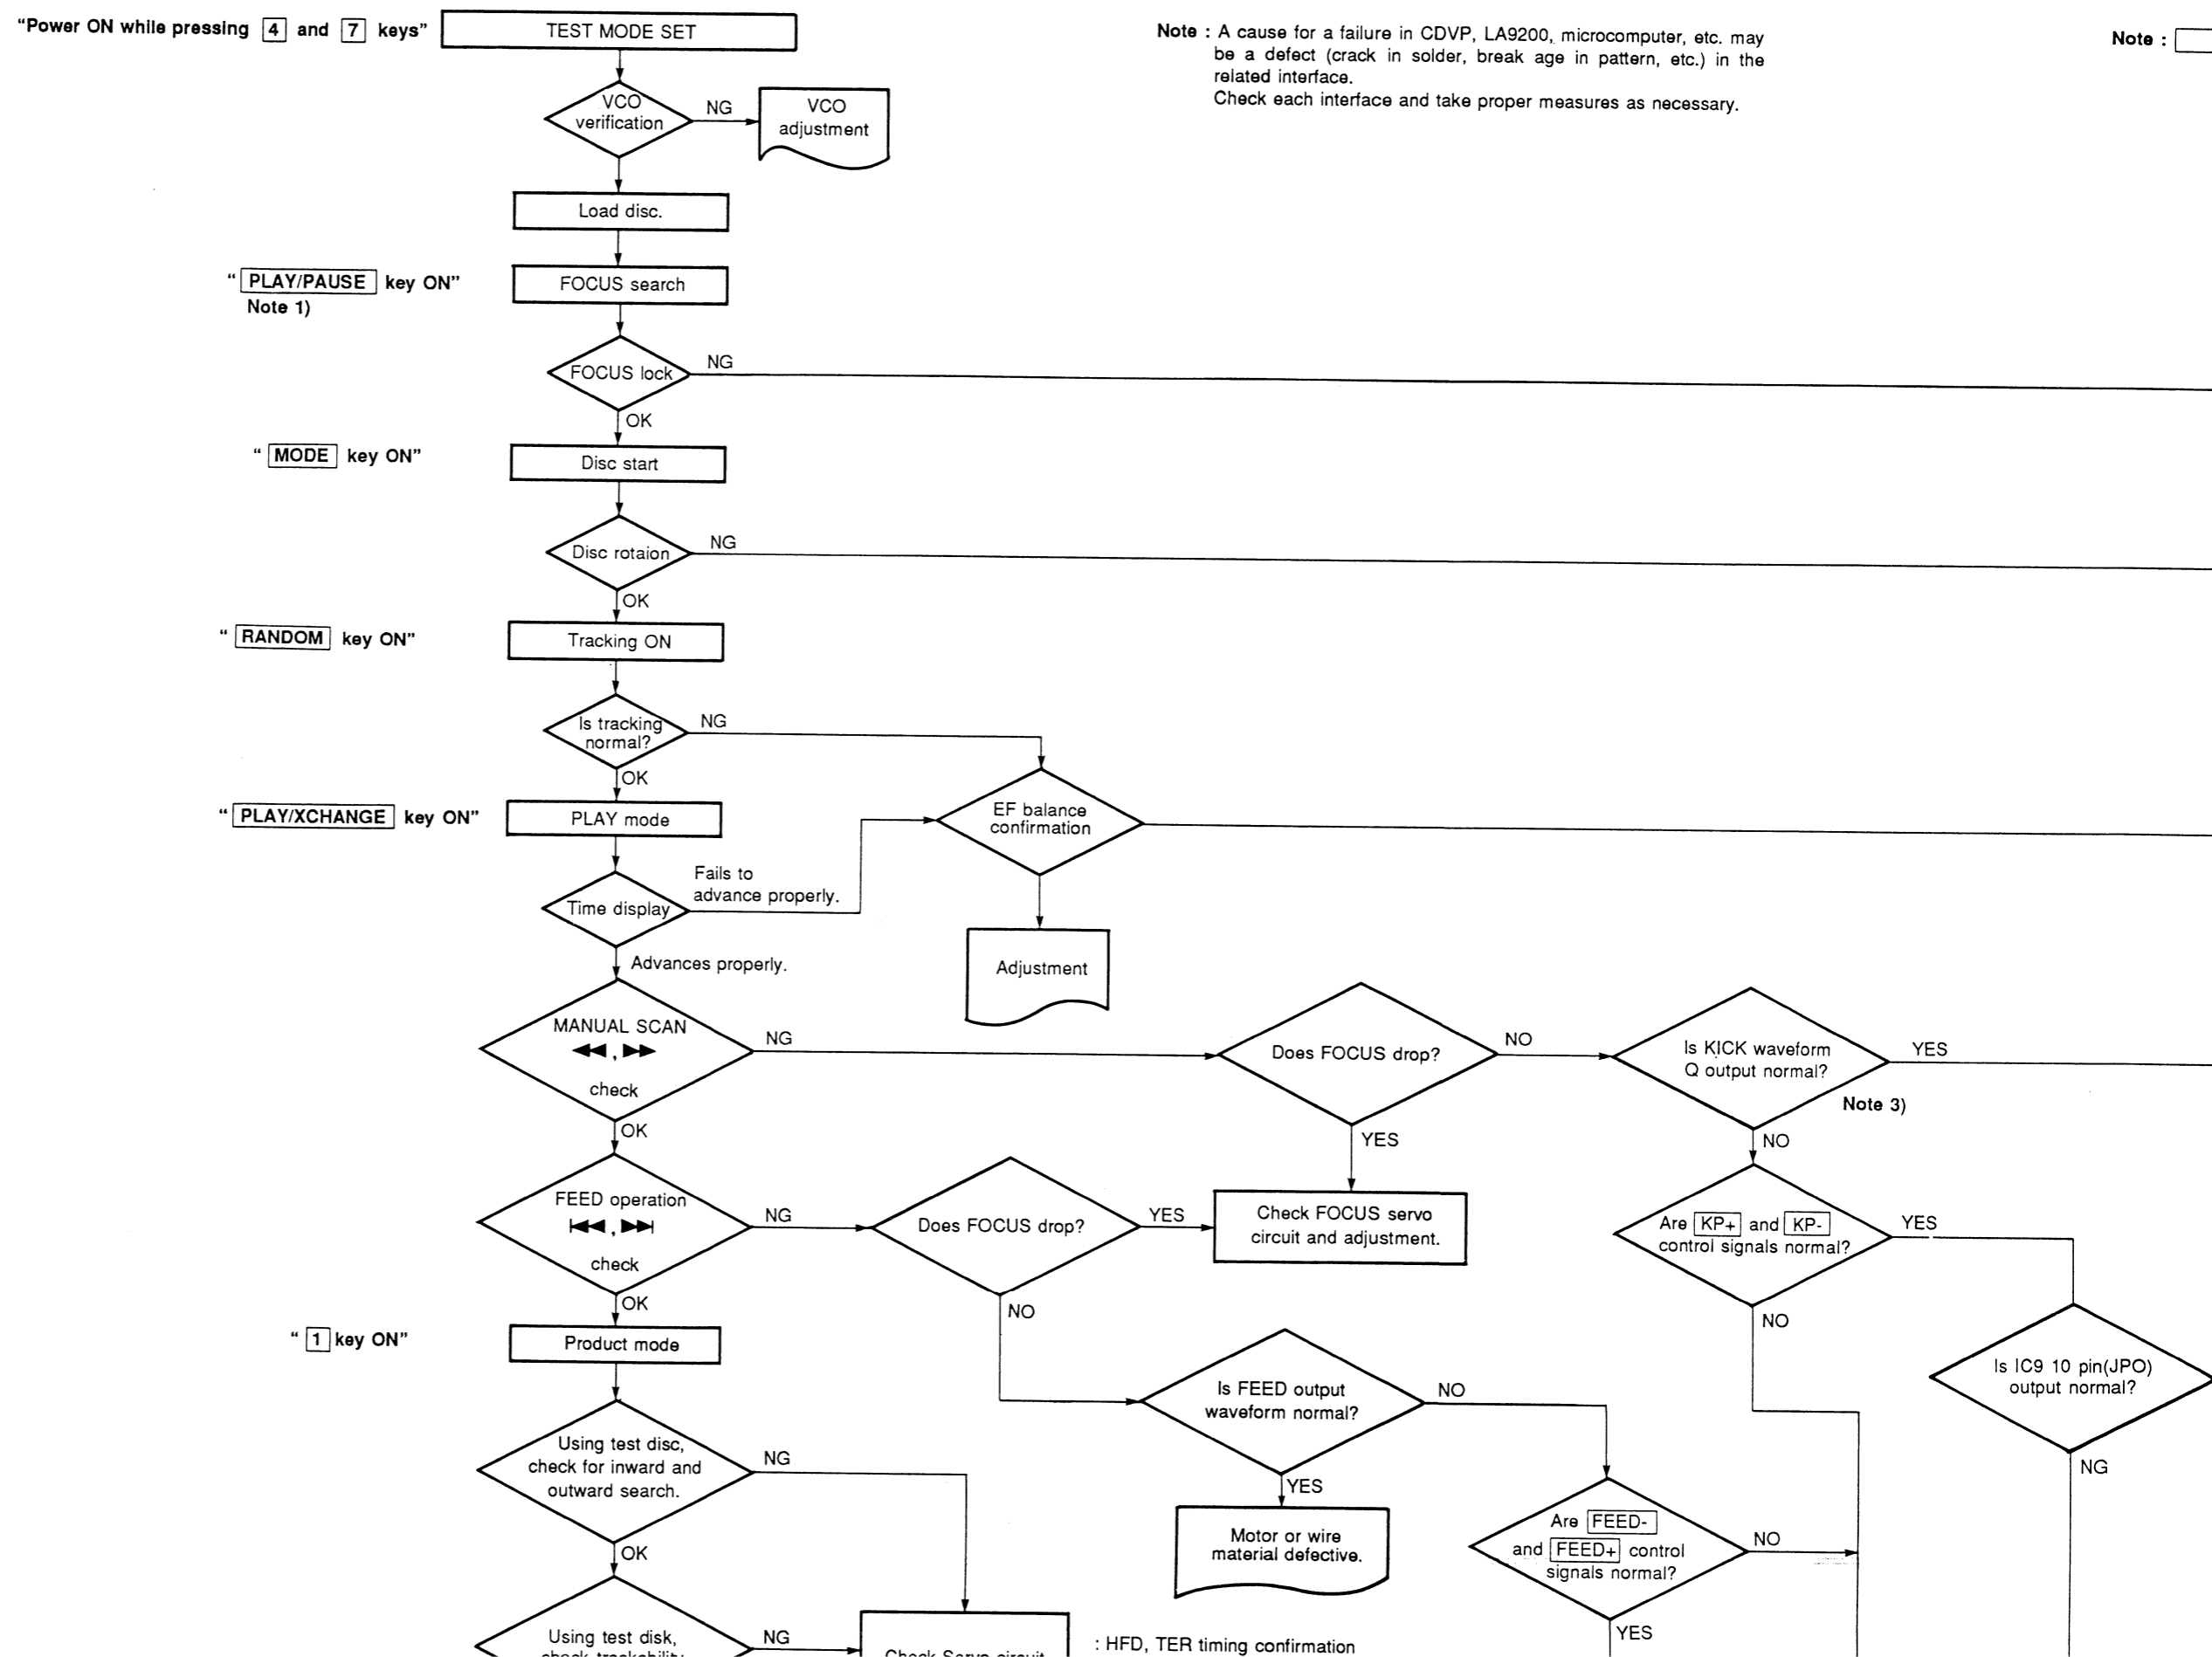 "Power ON while pressing 4 and 7 keys"
TEST MODE SET
Note : A cause for a failure in CDVP, LA9200, microcomputer, etc. may
be a defect (crack in solder, break age in pattern, etc.) in the
related interface.
Check each interface and take proper measures as necessary.
Note :
VCO
verification
NG
VCO
adjustment
Load disc.
"PLAY/PAUSE key ON"
Note 1)
FOCUS search
FOCUS lock
NG
OK
"MODE key ON"
Disc start
Disc rotaion
NG
OK
"RANDOM key ON"
Tracking ON
Is tracking
normal?
NG
OK
"PLAY/XCHANGE key ON"
PLAY mode
EF balance
confirmation
Time display
Fails to
advance properly.
Advances properly.
Adjustment
MANUAL SCAN
◀◀ , ▶▶
check
NG
OK
Does FOCUS drop?
NO
YES
Is KICK waveform
Q output normal?
YES
Note 3)
NO
FEED operation
|◀◀ , ▶▶|
check
NG
OK
Does FOCUS drop?
YES
NO
Check FOCUS servo
circuit and adjustment.
Are KP+ and KP-
control signals normal?
YES
NO
Is IC9 10 pin(JPO)
output normal?
NG
"1 key ON"
Product mode
Is FEED output
waveform normal?
NO
YES
Motor or wire
material defective.
Using test disc,
check for inward and
outward search.
NG
OK
Are FEED-
and FEED+ control
signals normal?
NO
YES
Using test disk,
check trackability
NG
Check Servo circuit
: HFD, TER timing confirmation